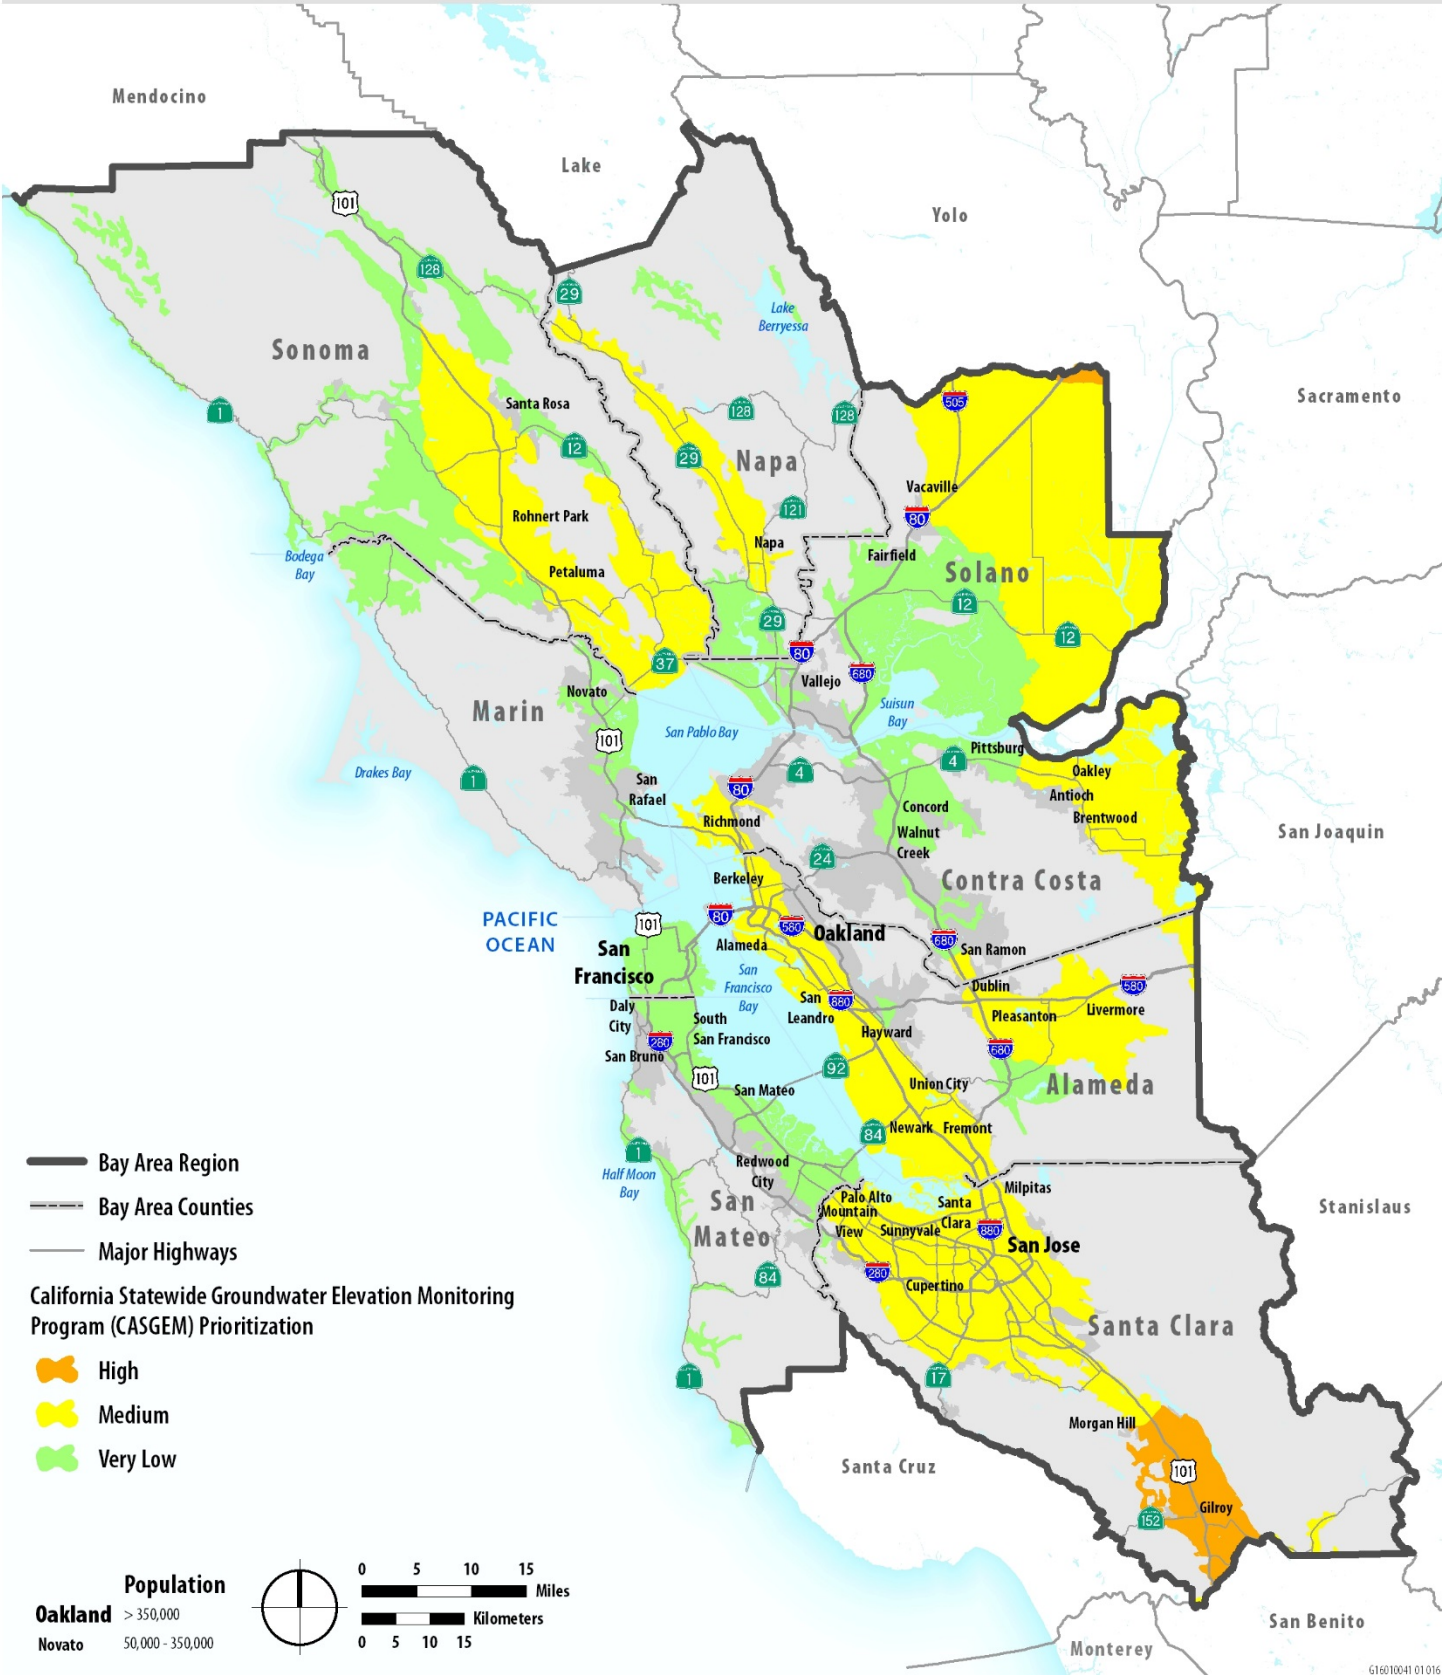 Mendocino
Lake
Yolo
101
128
29
Lake
Berryessa
Sonoma
Sacramento
1
Santa Rosa
128
128
505
12
29
Napa
Vacaville
121
80
Rohnert Park
Napa
Fairfield
Bodega
Bay
Petaluma
Solano
12
29
12
37
80
Vallejo
680
Novato
Marin
Suisun
Bay
San Pablo Bay
101
Pittsburg
4
4
Drakes Bay
1
San
Rafael
80
Oakley
Antioch
Concord
Richmond
Brentwood
Walnut
Creek
San Joaquin
24
Berkeley
Contra Costa
PACIFIC
OCEAN
101
80
580
Oakland
680
San Ramon
Alameda
San
Francisco
San
Francisco
Bay
Dublin
580
San
Leandro
880
Daly
City
South
San Francisco
Pleasanton
Livermore
Hayward
280
San Bruno
680
92
101
San Mateo
Union City
Alameda
84
Newark
Fremont
1
Half Moon
Bay
Redwood
City
Milpitas
San
Mateo
Palo Alto
Mountain
View
Santa
Clara
Sunnyvale
880
San Jose
Stanislaus
280
84
Cupertino
Santa Clara
1
17
Morgan Hill
Santa Cruz
101
Gilroy
152
San Benito
Monterey
Bay Area Region
Bay Area Counties
Major Highways
California Statewide Groundwater Elevation Monitoring
Program (CASGEM) Prioritization
High
Medium
Very Low
Population
Oakland > 350,000
Novato 50,000 - 350,000
0 5 10 15
Miles
Kilometers
0 5 10 15
G16010041 01 016